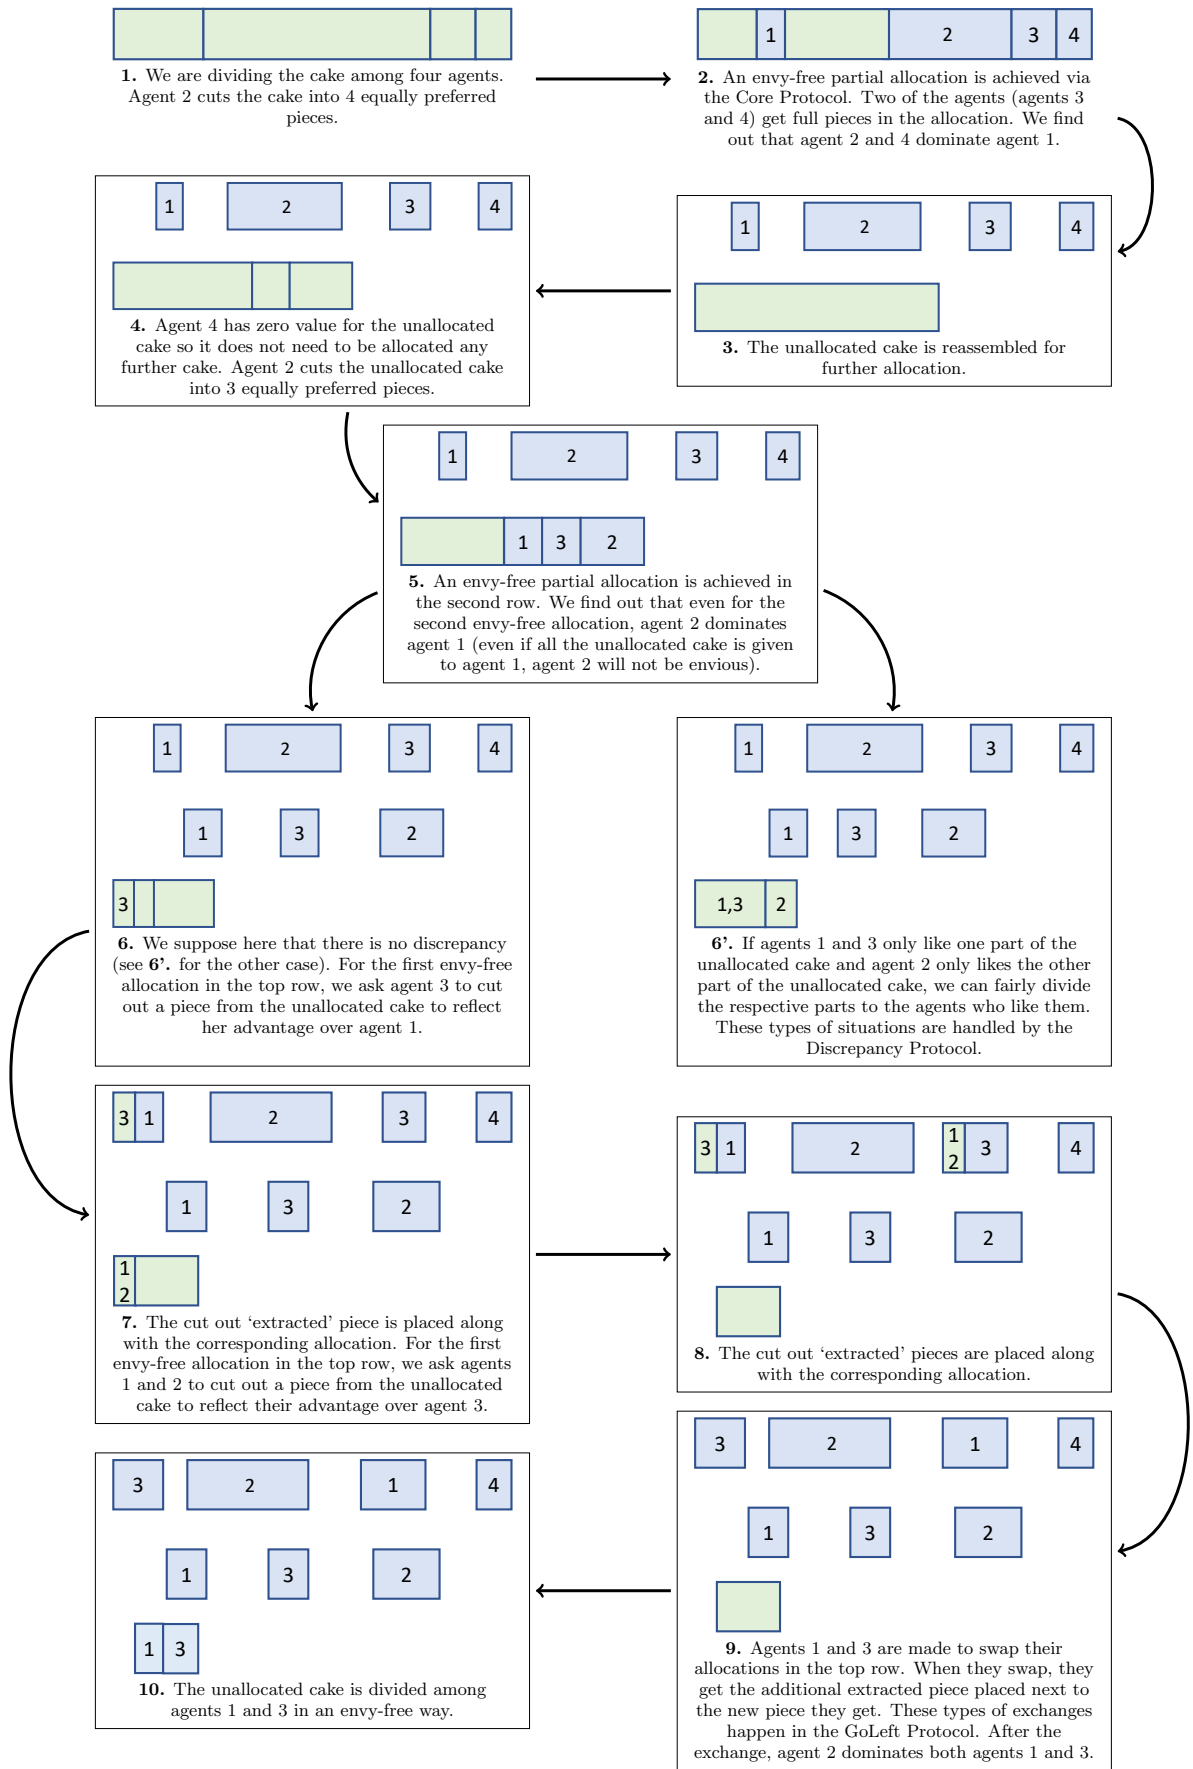 1 2 3 4
1. We are dividing the cake among four agents.
Agent 2 cuts the cake into 4 equally preferred
pieces.
2. An envy-free partial allocation is achieved via
the Core Protocol. Two of the agents (agents 3
and 4) get full pieces in the allocation. We find
out that agent 2 and 4 dominate agent 1.
1 2 3 4
3. The unallocated cake is reassembled for
further allocation.
1 2 3 4
4. Agent 4 has zero value for the unallocated
cake so it does not need to be allocated any
further cake. Agent 2 cuts the unallocated cake
into 3 equally preferred pieces.
1 2 3 4
1 3 2
5. An envy-free partial allocation is achieved in
the second row. We find out that even for the
second envy-free allocation, agent 2 dominates
agent 1 (even if all the unallocated cake is given
to agent 1, agent 2 will not be envious).
1 2 3 4
1 3 2
3
6. We suppose here that there is no discrepancy
(see 6’. for the other case). For the first envy-free
allocation in the top row, we ask agent 3 to cut
out a piece from the unallocated cake to reflect
her advantage over agent 1.
1 2 3 4
1 3 2
1,3 2
6’. If agents 1 and 3 only like one part of the
unallocated cake and agent 2 only likes the other
part of the unallocated cake, we can fairly divide
the respective parts to the agents who like them.
These types of situations are handled by the
Discrepancy Protocol.
3 1 2 3 4
1 3 2
1
2
7. The cut out ‘extracted’ piece is placed along
with the corresponding allocation. For the first
envy-free allocation in the top row, we ask agents
1 and 2 to cut out a piece from the unallocated
cake to reflect their advantage over agent 3.
3 1 2 1 3 4
2
1 3 2
8. The cut out ‘extracted’ pieces are placed along
with the corresponding allocation.
3 2 1 4
1 3 2
9. Agents 1 and 3 are made to swap their
allocations in the top row. When they swap, they
get the additional extracted piece placed next to
the new piece they get. These types of exchanges
happen in the GoLeft Protocol. After the
exchange, agent 2 dominates both agents 1 and 3.
3 2 1 4
1 3 2
1 3
10. The unallocated cake is divided among
agents 1 and 3 in an envy-free way.